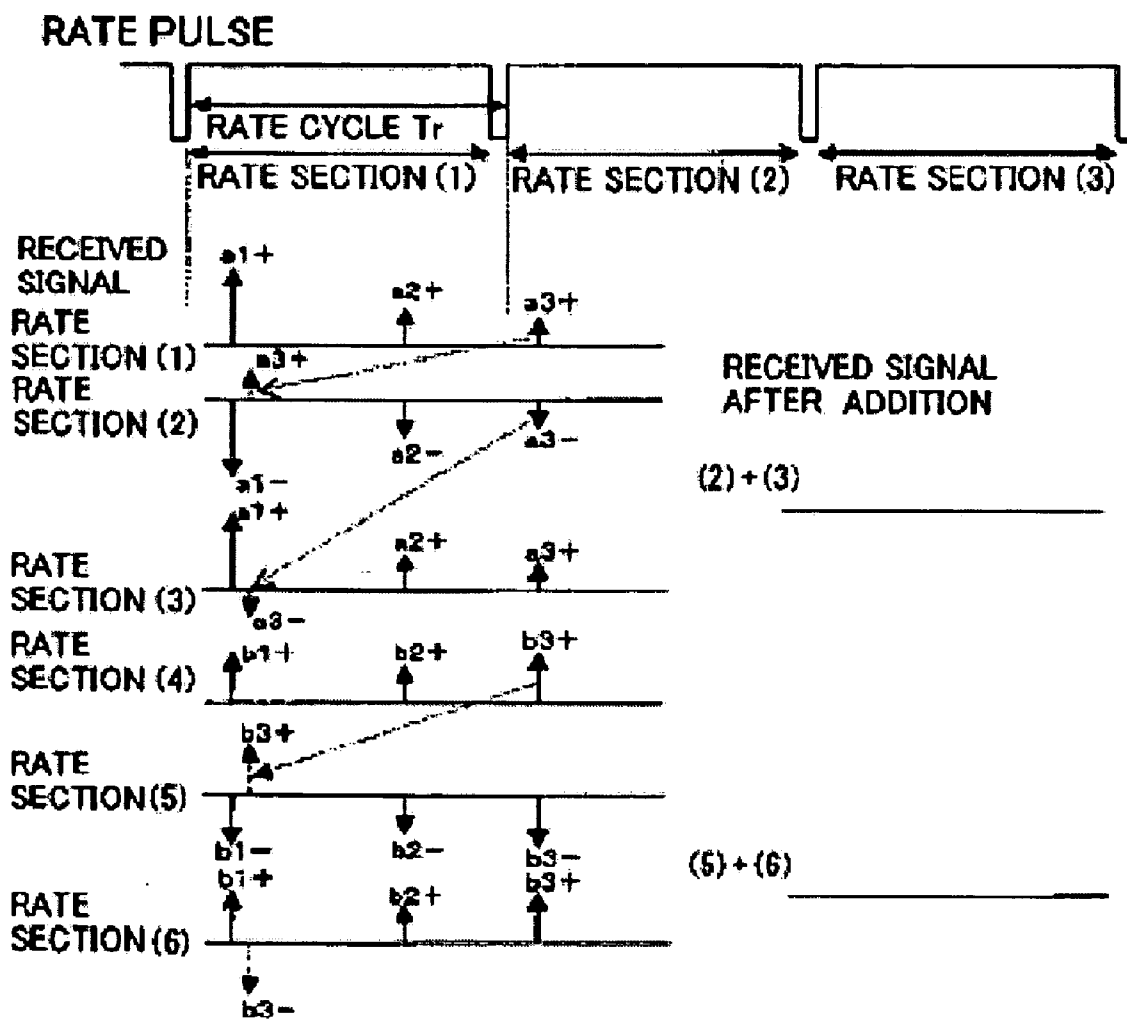 RATE PULSE
RATE CYCLE Tr
RATE SECTION (1)
RATE SECTION (2)
RATE SECTION (3)
RECEIVED
SIGNAL
a1+
a2+
a3+
RATE
SECTION (1)
a3+
RATE
SECTION (2)
a1-
a2-
a3-
RECEIVED SIGNAL
AFTER ADDITION
(2)+(3)
a1+
a2+
a3+
RATE
SECTION (3)
a3-
RATE
SECTION (4)
b1+
b2+
b3+
b3+
RATE
SECTION (5)
b1-
b2-
b3-
(5)+(6)
b1+
b2+
b3+
RATE
SECTION (6)
b3-